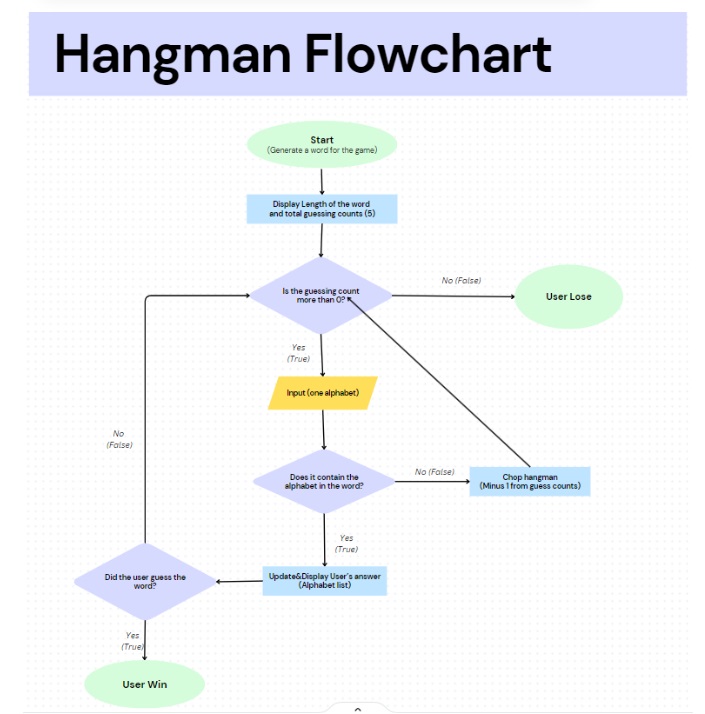 Hangman Flowchart
Start
(Generate a word for the game)
Display Length of the word
and total guessing counts (5)
Is the guessing count
more than 0?
No (False)
User Lose
Yes
(True)
Input (one alphabet)
No
(False)
Does it contain the
alphabet in the word?
No (False)
Chop hangman
(Minus 1 from guess counts)
Yes
(True)
Update&Display User's answer
(Alphabet list)
Did the user guess the
word?
Yes
(True)
User Win